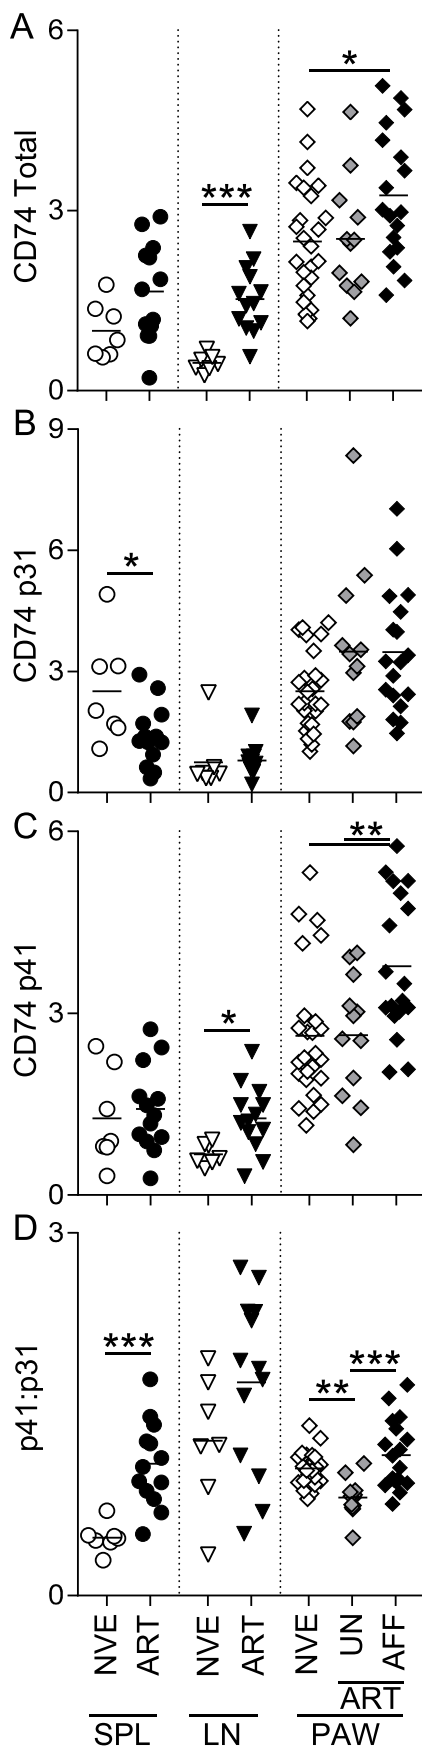 A
6
*
CD74 Total
3
***
0
B
9
6
*
CD74 p31
3
0
C
6
**
CD74 p41
3
*
0
D
3
***
p41:p31
**
***
0
NVE ART NVE ART NVE UN AFF
ART
SPL LN PAW